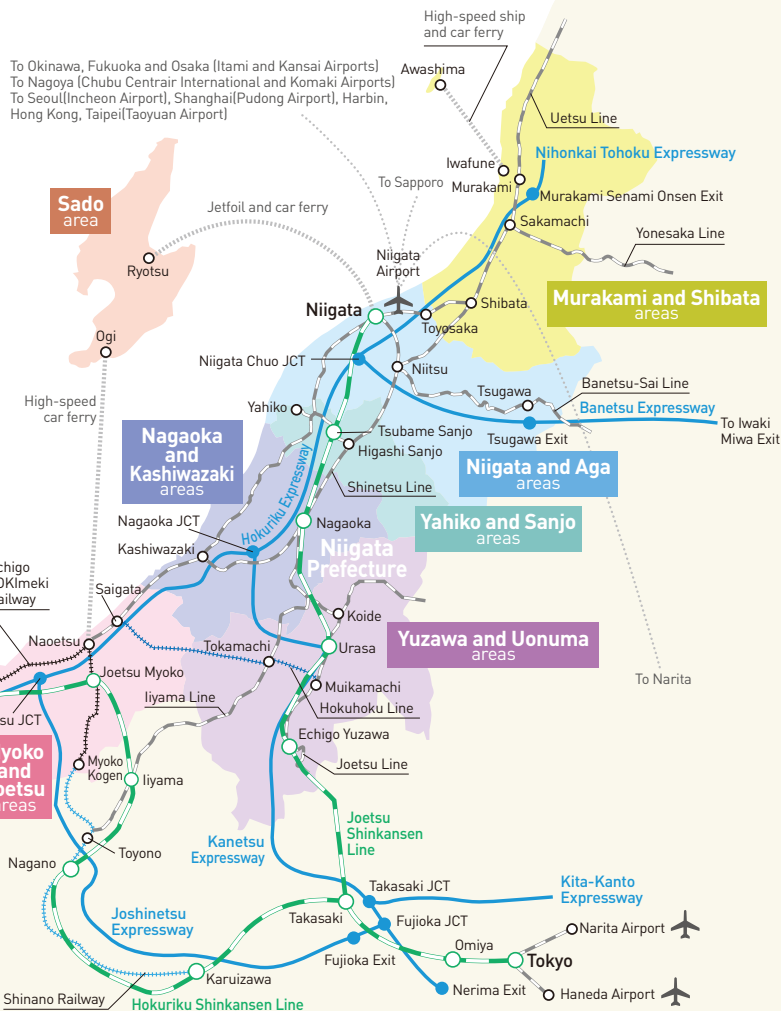 High-speed ship
and car ferry
To Okinawa, Fukuoka and Osaka (Itami and Kansai Airports)
To Nagoya (Chubu Centrair International and Komaki Airports)
To Seoul(Incheon Airport), Shanghai(Pudong Airport), Harbin,
Hong Kong, Taipei(Taoyuan Airport)
Awashima
Uetsu Line
Nihonkai Tohoku Expressway
Iwafune
Murakami
To Sapporo
Murakami Senami Onsen Exit
Sado
area
Jetfoil and car ferry
Sakamachi
Yonesaka Line
Ryotsu
Niigata
Airport
Murakami and Shibata
areas
Shibata
Niigata
Toyosaka
Ogi
Niigata Chuo JCT
Niitsu
High-speed
car ferry
Tsugawa
Banetsu-Sai Line
Banetsu Expressway
Yahiko
To Iwaki
Miwa Exit
Tsugawa Exit
Nagaoka
and
Kashiwazaki
areas
Tsubame Sanjo
Higashi Sanjo
Niigata and Aga
areas
Hokuriku Expressway
Shinetsu Line
Yahiko and Sanjo
areas
Nagaoka JCT
Nagaoka
Niigata
Prefecture
Kashiwazaki
chigo
OKImeki
ailway
Saigata
Koide
Naoetsu
Tokamachi
Urasa
Yuzawa and Uonuma
areas
Joetsu Myoko
Muikamachi
To Narita
su JCT
Iiyama Line
Hokuhoku Line
Echigo Yuzawa
yoko
and
oetsu
areas
Myoko
Kogen
Iiyama
Joetsu Line
Joetsu
Shinkansen
Line
Toyono
Kanetsu
Expressway
Nagano
Takasaki JCT
Kita-Kanto
Expressway
Joshinetsu
Expressway
Takasaki
Fujioka JCT
Narita Airport
Fujioka Exit
Omiya
Tokyo
Karuizawa
Nerima Exit
Haneda Airport
Shinano Railway
Hokuriku Shinkansen Line